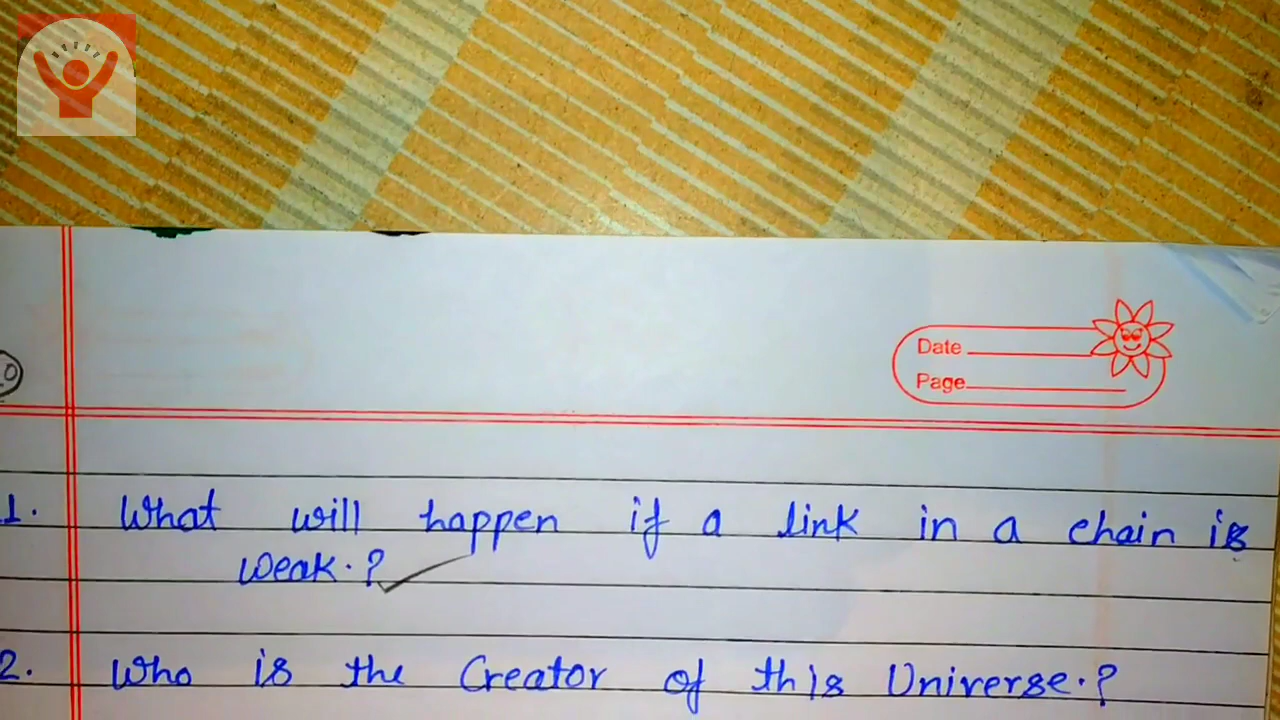 Date
Page
1. What will happen if a link in a chain is
weak.?
2. Who is the Creator of this Universe.?